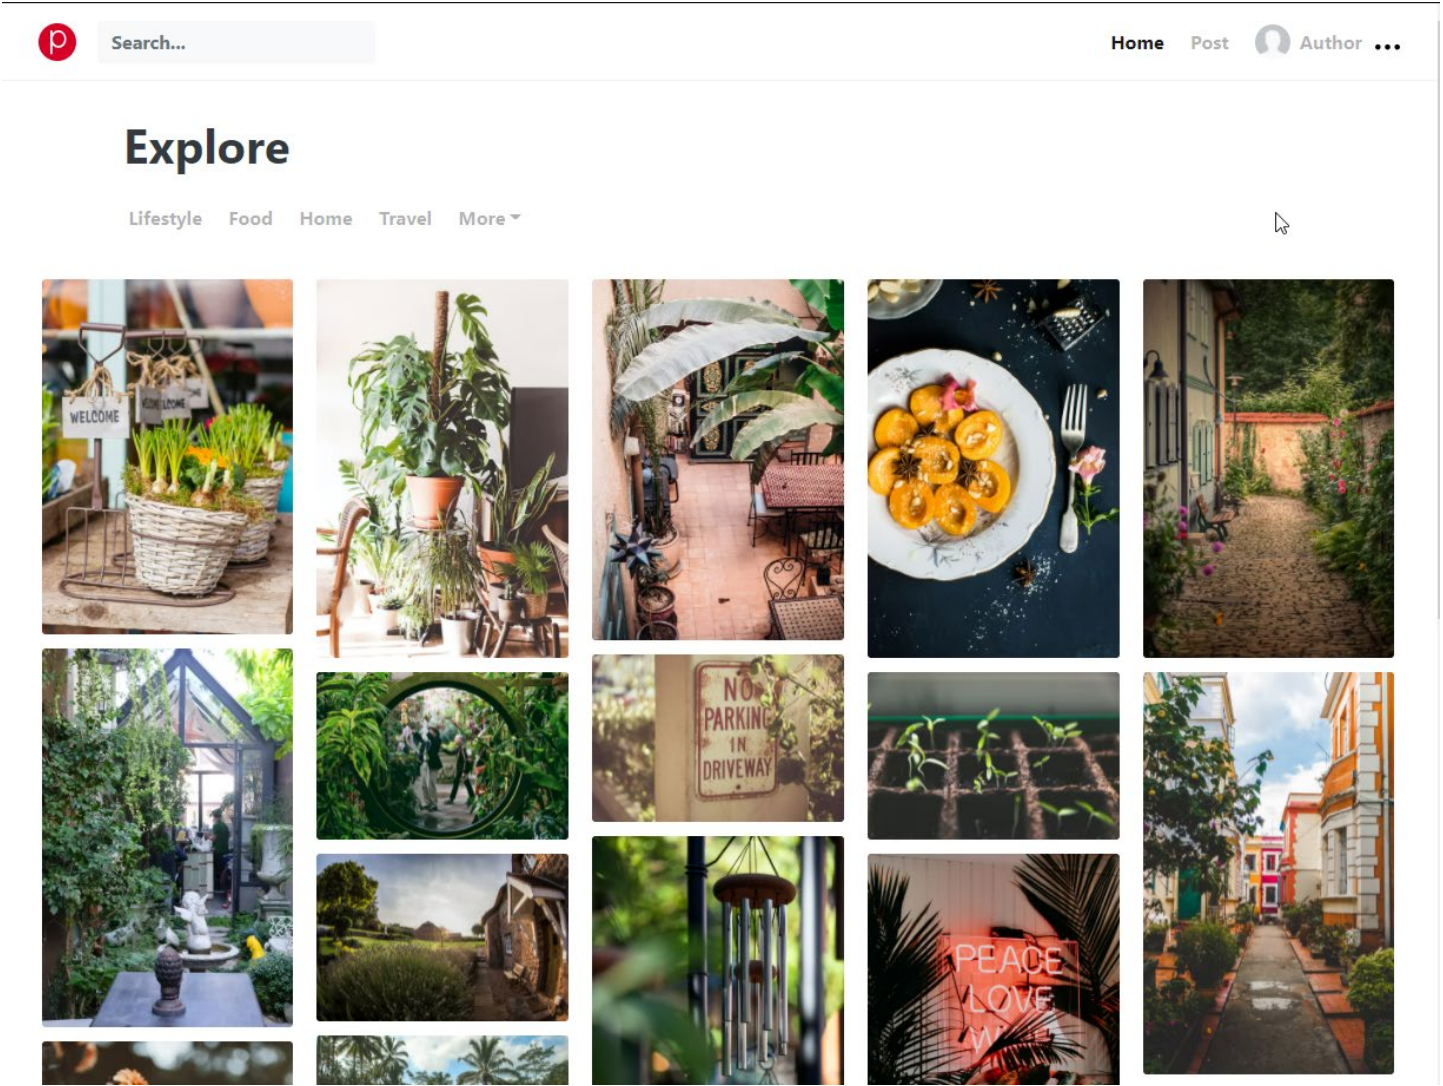 p
Search...
Home Post Author
Explore
Lifestyle Food Home Travel More
WELCOME
NO
PARKING
IN
DRIVEWAY
PEACE
LOVE